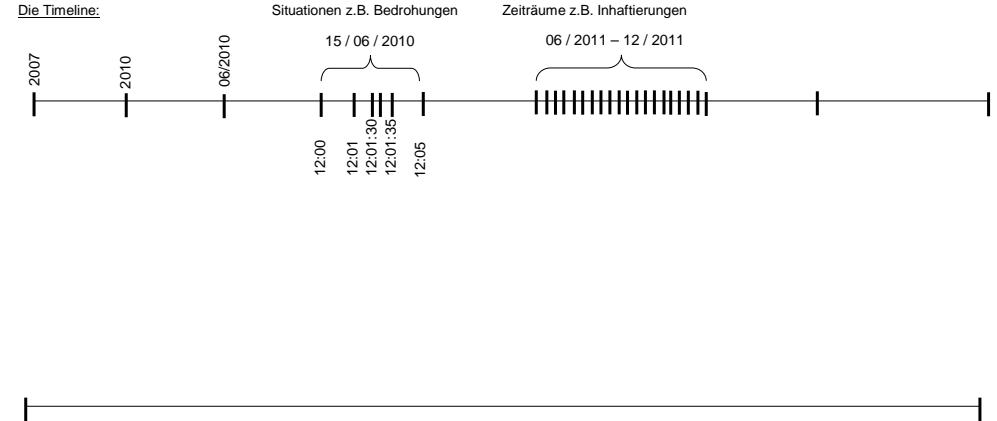 Die Timeline:
Situationen z.B. Bedrohungen
Zeiträume z.B. Inhaftierungen
15 / 06 / 2010
06 / 2011 – 12 / 2011
2007
2010
06/2010
12:00
12:01
12:01:30
12:01:35
12:05